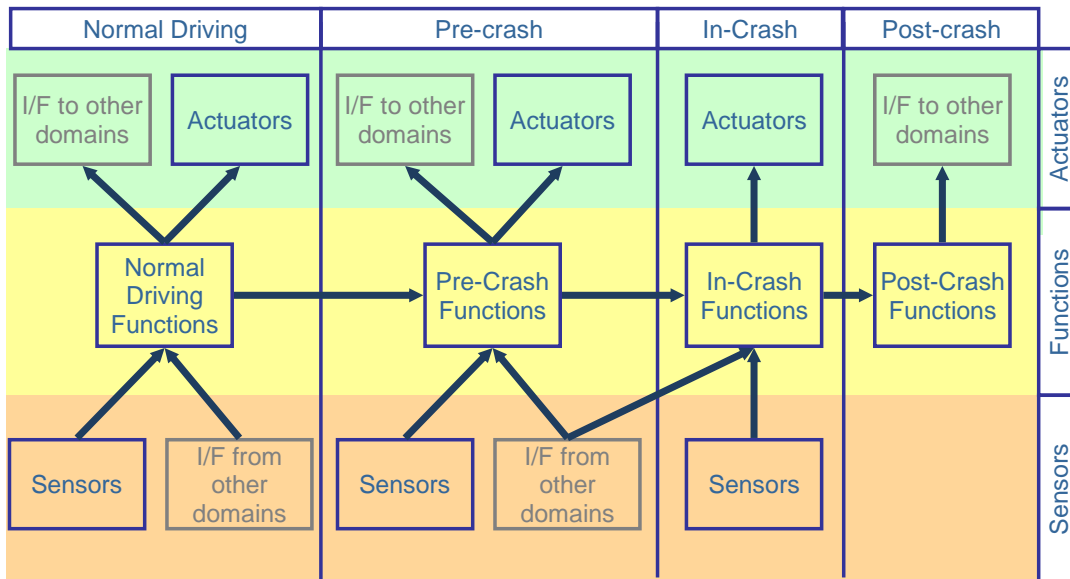 Normal Driving
Pre-crash
In-Crash
Post-crash
I/F to other
domains
Actuators
I/F to other
domains
Actuators
Actuators
I/F to other
domains
Actuators
Normal
Driving
Functions
Pre-Crash
Functions
In-Crash
Functions
Post-Crash
Functions
Functions
Sensors
I/F from
other
domains
Sensors
I/F from
other
domains
Sensors
Sensors